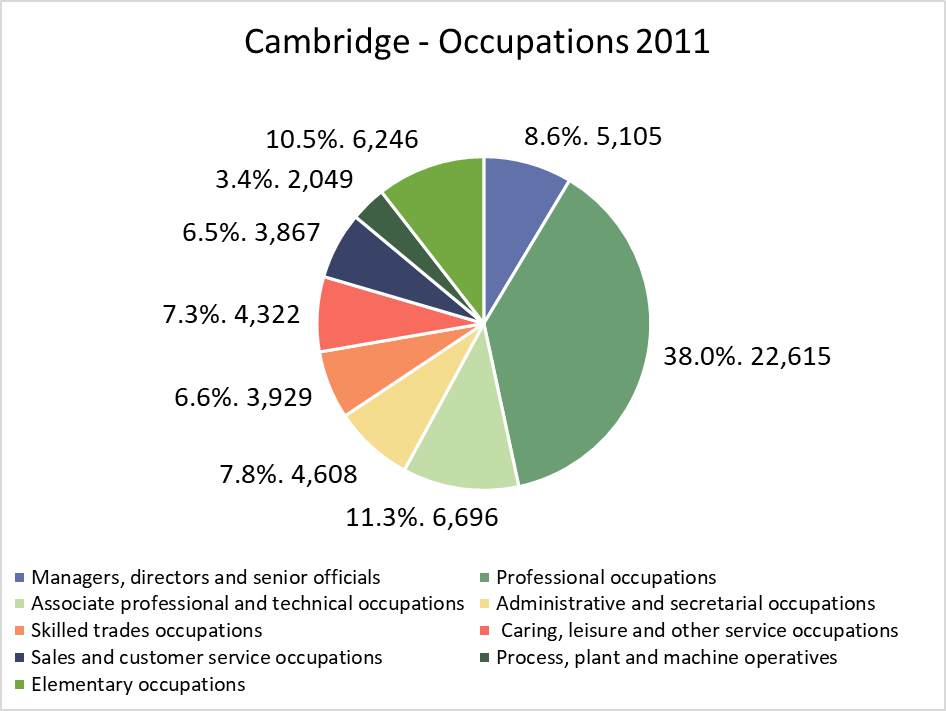 Cambridge - Occupations 2011
10.5%. 6,246
8.6%. 5,105
3.4%. 2,049
6.5%. 3,867
7.3%. 4,322
38.0%. 22,615
6.6%. 3,929
7.8%. 4,608
11.3%. 6,696
Managers, directors and senior officials
Professional occupations
Associate professional and technical occupations
Administrative and secretarial occupations
Skilled trades occupations
Caring, leisure and other service occupations
Sales and customer service occupations
Process, plant and machine operatives
Elementary occupations